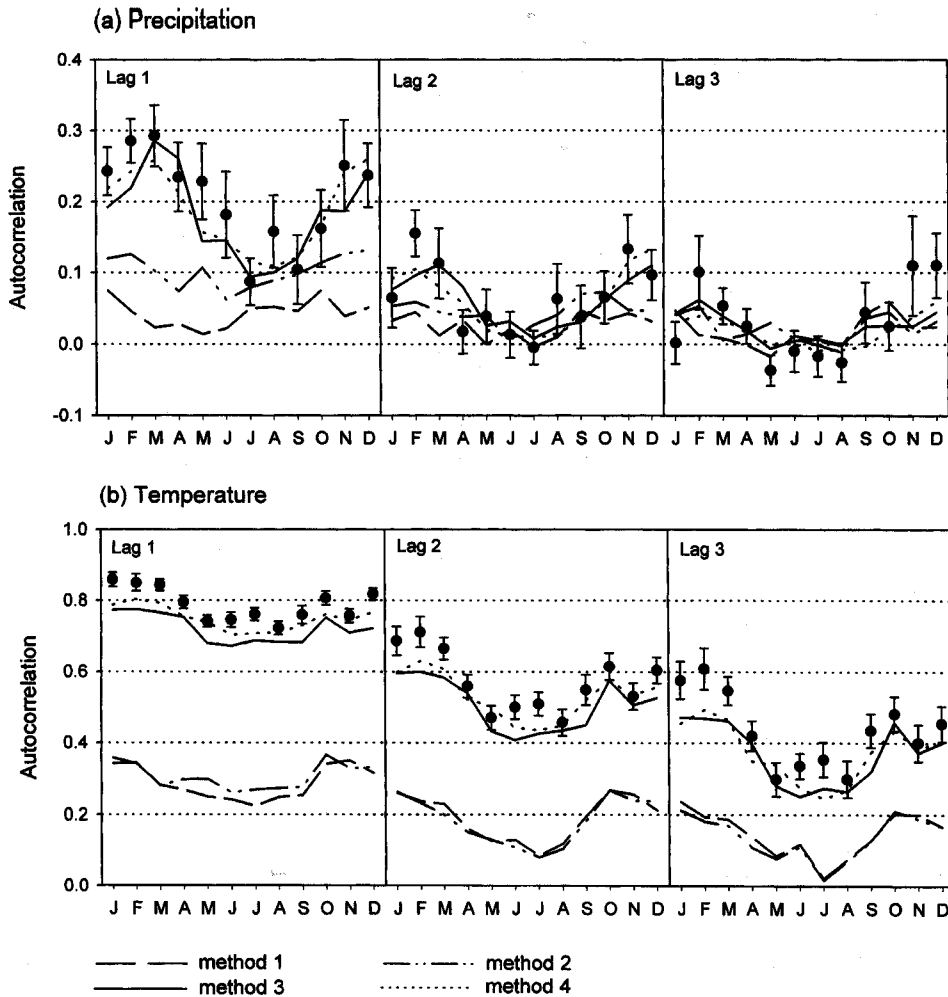 (a) Precipitation
Autocorrelation
0.4
0.3
0.2
0.1
0.0
-0.1
Lag 1
Lag 2
Lag 3
J F M A M J J A S O N D J F M A M J J A S O N D J F M A M J J A S O N D
(b) Temperature
Autocorrelation
1.0
0.8
0.6
0.4
0.2
0.0
Lag 1
Lag 2
Lag 3
J F M A M J J A S O N D J F M A M J J A S O N D J F M A M J J A S O N D
method 1
method 2
method 3
method 4